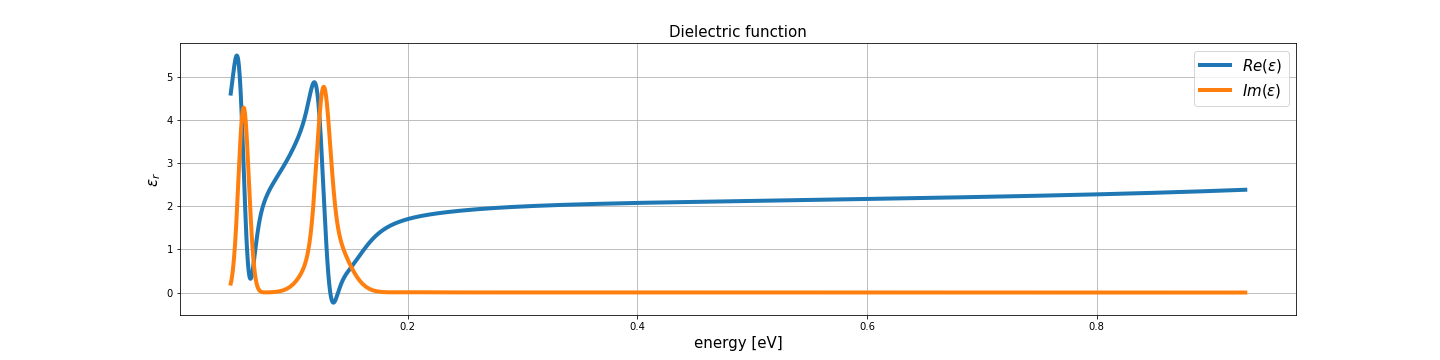 Dielectric function
Re(ε)
Im(ε)
5
4
3
2
1
0
εr
0.2 0.4 0.6 0.8
energy [eV]